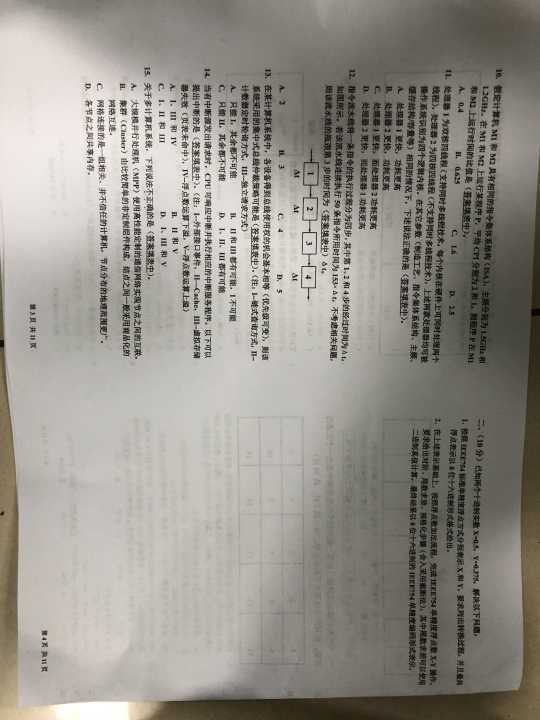 10. 假定计算机 M1 和 M2 具有相同的指令集体系结构（ISA），主频分别为 1.5GHz 和
1.2GHz。在 M1 和 M2 上运行某程序 P，平均 CPI 分别为 2 和 1，则程序 P 在 M1
和 M2 上运行时间的比值是（答案填表中）。
A. 0.4 B. 0.625 C. 1.6 D. 2.5
11. 处理器 1 为双核四线程（支持同时多线程技术，每个内核在硬件上可同时处理两个
线程），处理器 2 为四核四线程（不支持同时多线程技术），上述两款处理器均可被
操作系统识别为四个逻辑内核。在其它参数（制造工艺、指令集体系结构、主频、
缓存结构/容量等）相同的情况下，下述说法正确的是（答案填表中）。
A. 处理器 1 更快，功耗更高
B. 处理器 2 更快，功耗更高
C. 处理器 1 更快，而处理器 2 功耗更高
D. 处理器 2 更快，而处理器 1 功耗更高
12. 指令流水线将一条指令的执行过程分为四步，其中第 1、2 和 4 步的经过时间为Δt，
如图所示。若该流水线连续执行 50 条指令所用时间为 153×Δt，不考虑相关问题，
则该流水线的瓶颈第 3 步的时间为（答案填表中）Δt。
1 2 3 4
Δt Δt Δt
A. 2 B. 3 C. 4 D. 5
13. 在某计算机系统中，各设备得到总线使用权的机会基本相等（优先级可变），则该
系统采用的集中式总线仲裁策略可能是（答案填表中）。（注：I--链式查询方式，II--
计数器定时轮询方式，III--独立请求方式）
A. 只能 I，其余都不可能 B. II 和 III 都有可能，I 不可能
C. 只能 II，其余都不可能 D. I、II、III 都有可能
14. 当有中断源发出请求时，CPU 可响应中断并执行相应的中断服务程序。以下可以
提出中断的是（答案填表中）。（注：I--外部接口事件，II—Cache，III--虚拟存储
器失效（页表未命中），IV--浮点数运算下溢，V--浮点数运算上溢）
A. I、III 和 IV B. II 和 V
C. I、II 和 III D. I、III 和 V
15. 关于多计算机系统，下列说法不正确的是（答案填表中）。
A. 大规模并行处理机（MPP）使用高性能定制的通信网络实现节点之间的互联。
B. 集群（Cluster）由比较简单的非定制组件构成，结点之间一般采用商品化的
网络互连。
C. 网格连接的是一组相关、并不信任的计算机，节点分布的地理范围更广。
D. 各节点之间共享内存。
第 3 页 共 11 页
二、（10 分）已知两个十进制实数 X=0.5，Y=0.375，解决以下问题：
1. 按照 IEEE754 标准单精度浮点方式分别表示 X 和 Y，要求列出转换过程，并且最终
浮点表示以 8 位十六进制形式格式给出。
2. 在上述表示基础上，按照浮点数加法规则，完成 IEEE754 单精度浮点数 X-Y 操作，
要求给出对阶、尾数求差、规格化步骤（舍入采用截断法），其中尾数求差可以使用
二进制真值计算，最终结果以 8 位十六进制的 IEEE754 单精度编码形式表示。
第 4 页 共 11 页